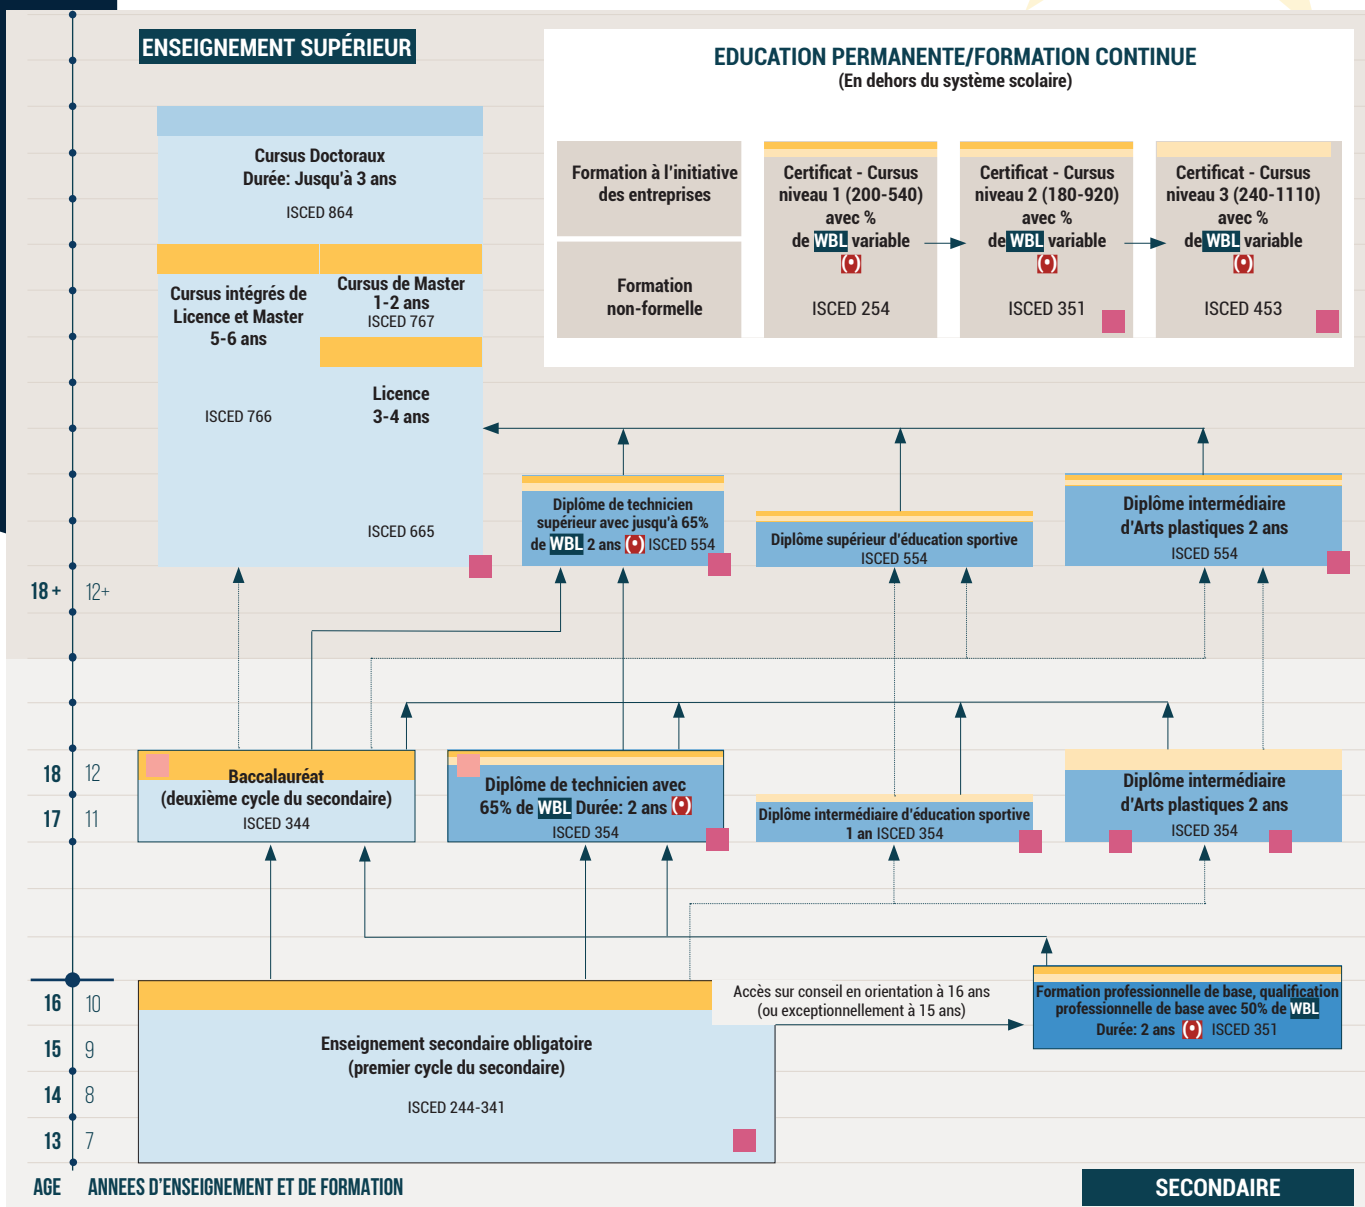 ENSEIGNEMENT SUPÉRIEUR
EDUCATION PERMANENTE/FORMATION CONTINUE
(En dehors du système scolaire)
Formation à l'initiative
des entreprises
Formation
non-formelle
Certificat - Cursus
niveau 1 (200-540)
avec %
de WBL variable
ISCED 254
Certificat - Cursus
niveau 2 (180-920)
avec %
de WBL variable
ISCED 351
Certificat - Cursus
niveau 3 (240-1110)
avec %
de WBL variable
ISCED 453
Cursus Doctoraux
Durée: Jusqu'à 3 ans
ISCED 864
Cursus intégrés de
Licence et Master
5-6 ans
ISCED 766
Cursus de Master
1-2 ans
ISCED 767
Licence
3-4 ans
ISCED 665
Diplôme de technicien
supérieur avec jusqu'à 65%
de WBL 2 ans ISCED 554
Diplôme supérieur d'éducation sportive
ISCED 554
Diplôme intermédiaire
d'Arts plastiques 2 ans
ISCED 554
18 + 12+
18 12
17 11
Baccalauréat
(deuxième cycle du secondaire)
ISCED 344
Diplôme de technicien avec
65% de WBL Durée: 2 ans
ISCED 354
Diplôme intermédiaire d'éducation sportive
1 an ISCED 354
Diplôme intermédiaire
d'Arts plastiques 2 ans
ISCED 354
16 10
15 9
14 8
13 7
Enseignement secondaire obligatoire
(premier cycle du secondaire)
ISCED 244-341
Accès sur conseil en orientation à 16 ans
(ou exceptionnellement à 15 ans)
Formation professionnelle de base, qualification
professionnelle de base avec 50% de WBL
Durée: 2 ans ISCED 351
AGE ANNEES D'ENSEIGNEMENT ET DE FORMATION
SECONDAIRE